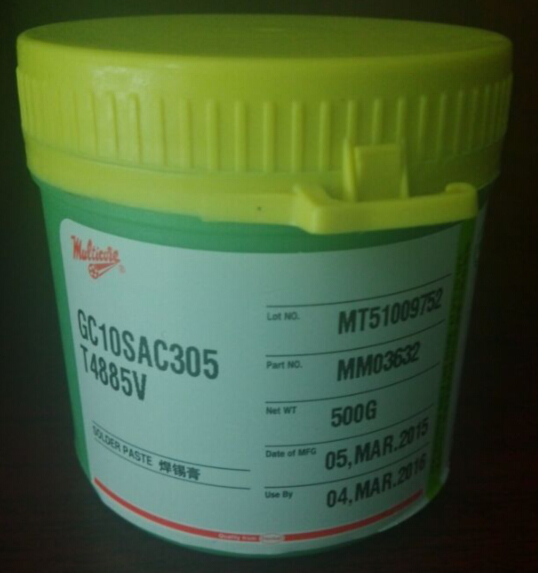 Multicore
GC10SAC305
T4885V
SOLDER PASTE 焊锡膏
Lot NO. MT51009752
Part NO. MM03632
Net WT 500G
Date of MFG 05,MAR.2015
Use By 04,MAR.2016